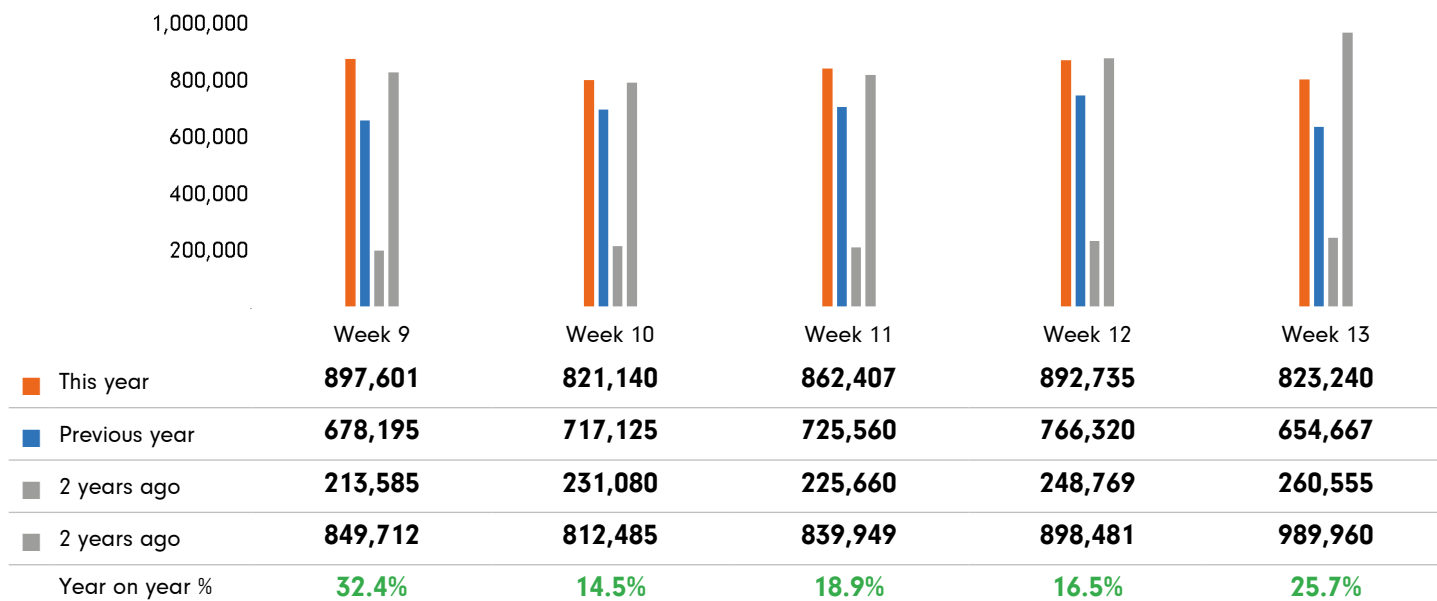 1,000,000
800,000
600,000
400,000
200,000
Week 9 Week 10 Week 11 Week 12 Week 13
This year 897,601 821,140 862,407 892,735 823,240
Previous year 678,195 717,125 725,560 766,320 654,667
2 years ago 213,585 231,080 225,660 248,769 260,555
2 years ago 849,712 812,485 839,949 898,481 989,960
Year on year % 32.4% 14.5% 18.9% 16.5% 25.7%